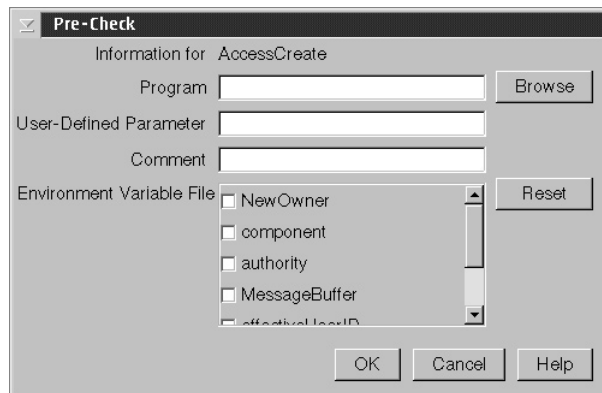 Pre-Check
Information for AccessCreate
Program Browse
User-Defined Parameter
Comment
Environment Variable File NewOwner Reset
component
authority
MessageBuffer
effectiveUserID
OK Cancel Help